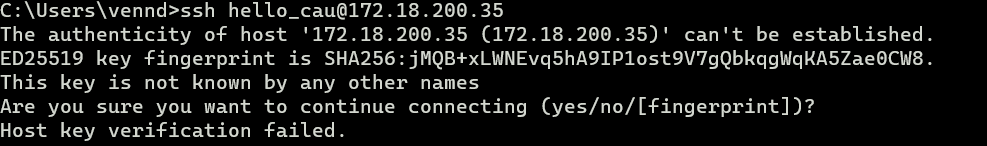 C:\Users\vennd>ssh hello_cau@172.18.200.35
The authenticity of host '172.18.200.35 (172.18.200.35)' can't be established.
ED25519 key fingerprint is SHA256:jMQB+xLWNEvq5hA9IP1ost9V7gQbkqgWqKA5Zae0CW8.
This key is not known by any other names
Are you sure you want to continue connecting (yes/no/[fingerprint])?
Host key verification failed.